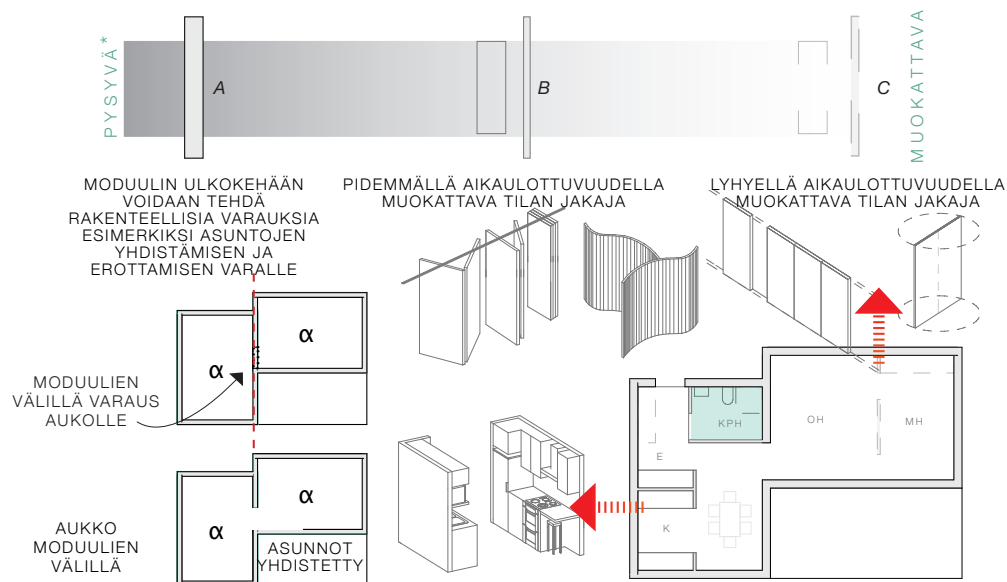 PYSYVÄ*
A
B
C
MUOKATTAVA
MODUULIN ULKOKEHÄÄN
VOIDAAN TEHDÄ
RAKENTEELLISIA VARAUKSIA
ESIMERKIKSI ASUNTOJEN
YHDISTÄMISEN JA
EROTTAMISEN VARALLE
PIDEMMÄLLÄ AIKAULOTTUVUUDELLA
MUOKATTAVA TILAN JAKAJA
LYHYELLÄ AIKAULOTTUVUUDELLA
MUOKATTAVA TILAN JAKAJA
α
α
MODUULIEN
VÄLILLÄ VARAUS
AUKOLLE
α
α
AUKKO
MODUULIEN
VÄLILLÄ
ASUNNOT
YHDISTETTY
KPH
OH
MH
E
K